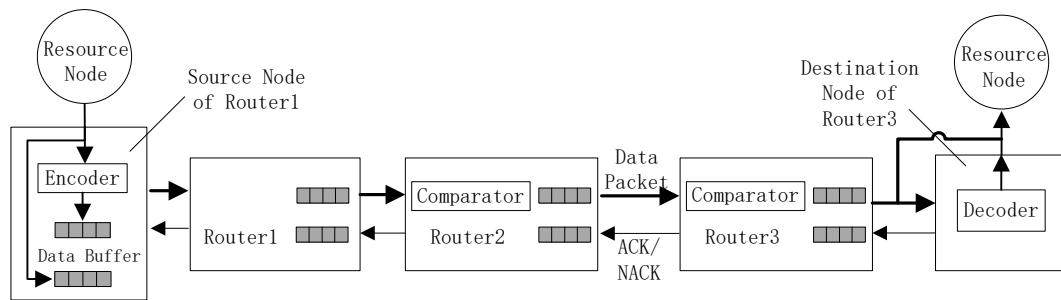 Resource
Node
Source Node
of Router1
Encoder
Data Buffer
Router1
Comparator
Router2
Data
Packet
ACK/
NACK
Comparator
Router3
Destination
Node of
Router3
Resource
Node
Decoder